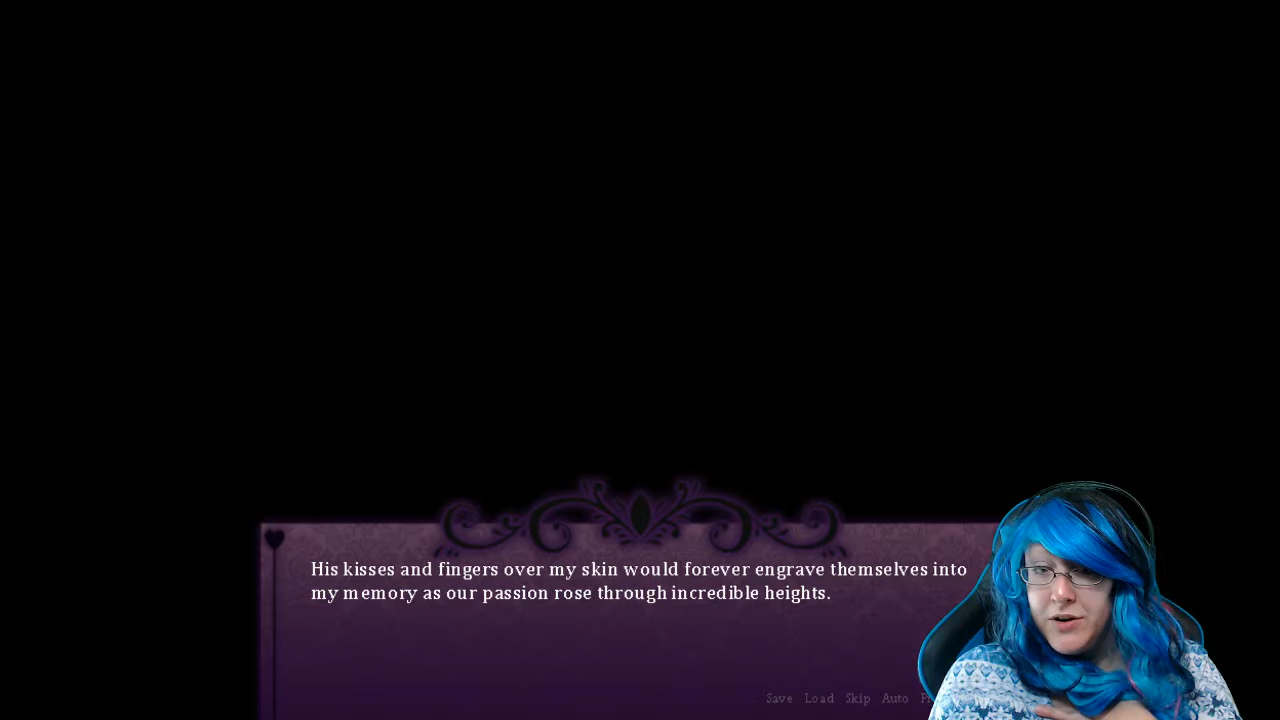 His kisses and fingers over my skin would forever engrave themselves into
my memory as our passion rose through incredible heights.
Save Load Skip Auto